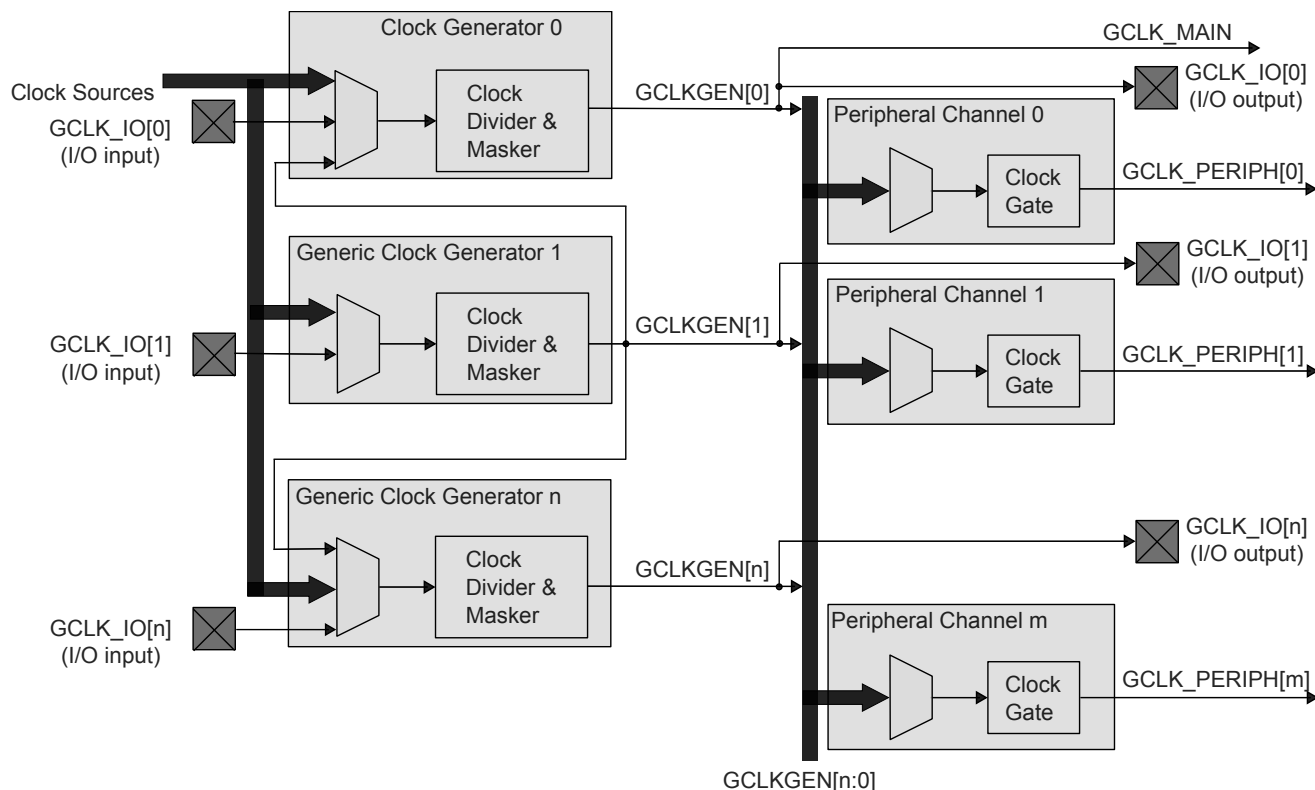 Clock Generator 0
GCLK_MAIN
Clock Sources
GCLK_IO[0]
(I/O input)
Clock
Divider &
Masker
GCLKGEN[0]
GCLK_IO[0]
(I/O output)
Peripheral Channel 0
Clock
Gate
GCLK_PERIPH[0]
Generic Clock Generator 1
GCLK_IO[1]
(I/O input)
Clock
Divider &
Masker
GCLKGEN[1]
GCLK_IO[1]
(I/O output)
Peripheral Channel 1
Clock
Gate
GCLK_PERIPH[1]
Generic Clock Generator n
GCLK_IO[n]
(I/O input)
Clock
Divider &
Masker
GCLKGEN[n]
GCLK_IO[n]
(I/O output)
Peripheral Channel m
Clock
Gate
GCLK_PERIPH[m]
GCLKGEN[n:0]